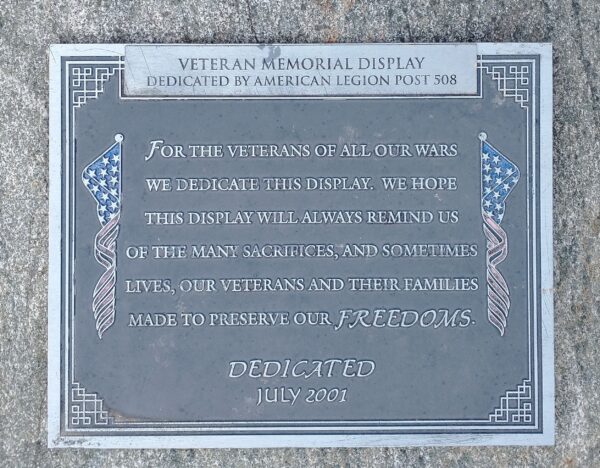 VETERAN MEMORIAL DISPLAY
DEDICATED BY AMERICAN LEGION POST 508
FOR THE VETERANS OF ALL OUR WARS
WE DEDICATE THIS DISPLAY. WE HOPE
THIS DISPLAY WILL ALWAYS REMIND US
OF THE MANY SACRIFICES, AND SOMETIMES
LIVES, OUR VETERANS AND THEIR FAMILIES
MADE TO PRESERVE OUR FREEDOMS.
DEDICATED
JULY 2001